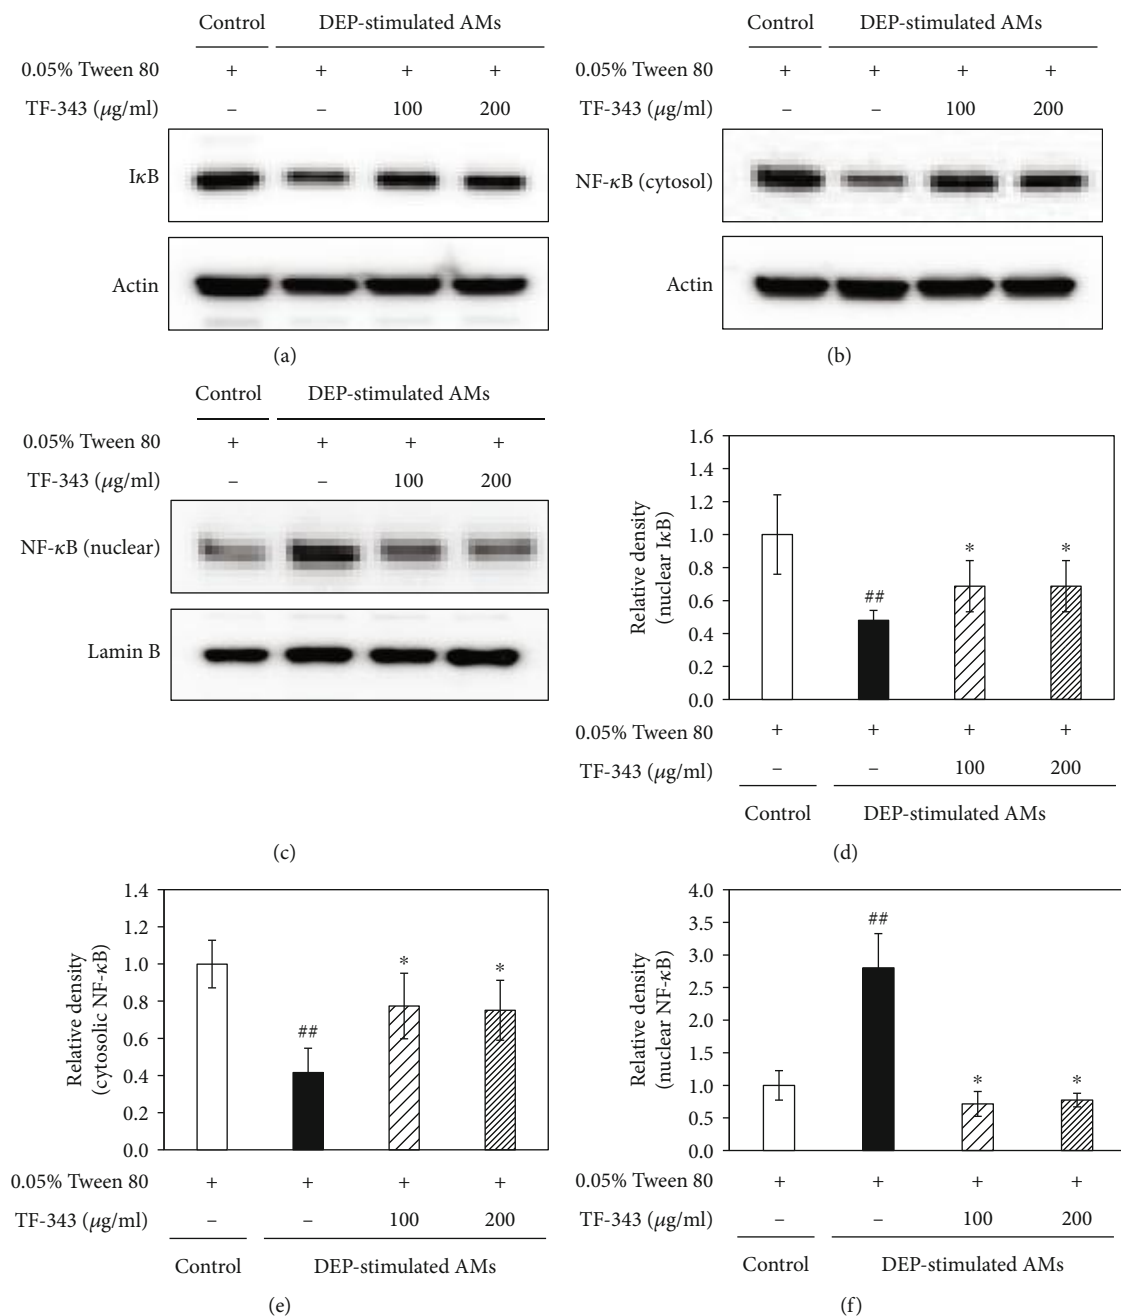 Control DEP-stimulated AMs
0.05% Tween 80 + + + +
TF-343 (μg/ml) – – 100 200
IκB
Actin
(a)
Control DEP-stimulated AMs
0.05% Tween 80 + + + +
TF-343 (μg/ml) – – 100 200
NF-κB (cytosol)
Actin
(b)
Control DEP-stimulated AMs
0.05% Tween 80 + + + +
TF-343 (μg/ml) – – 100 200
NF-κB (nuclear)
Lamin B
(c)
Relative density
(nuclear IκB)
1.6
1.4
1.2
1.0
0.8
0.6
0.4
0.2
0.0
## * *
0.05% Tween 80 + + + +
TF-343 (μg/ml) – – 100 200
Control DEP-stimulated AMs
(d)
Relative density
(cytosolic NF-κB)
1.4
1.2
1.0
0.8
0.6
0.4
0.2
0.0
## * *
0.05% Tween 80 + + + +
TF-343 (μg/ml) – – 100 200
Control DEP-stimulated AMs
(e)
Relative density
(nuclear NF-κB)
4.0
3.5
3.0
2.5
2.0
1.5
1.0
0.5
0.0
## * *
0.05% Tween 80 + + + +
TF-343 (μg/ml) – – 100 200
Control DEP-stimulated AMs
(f)